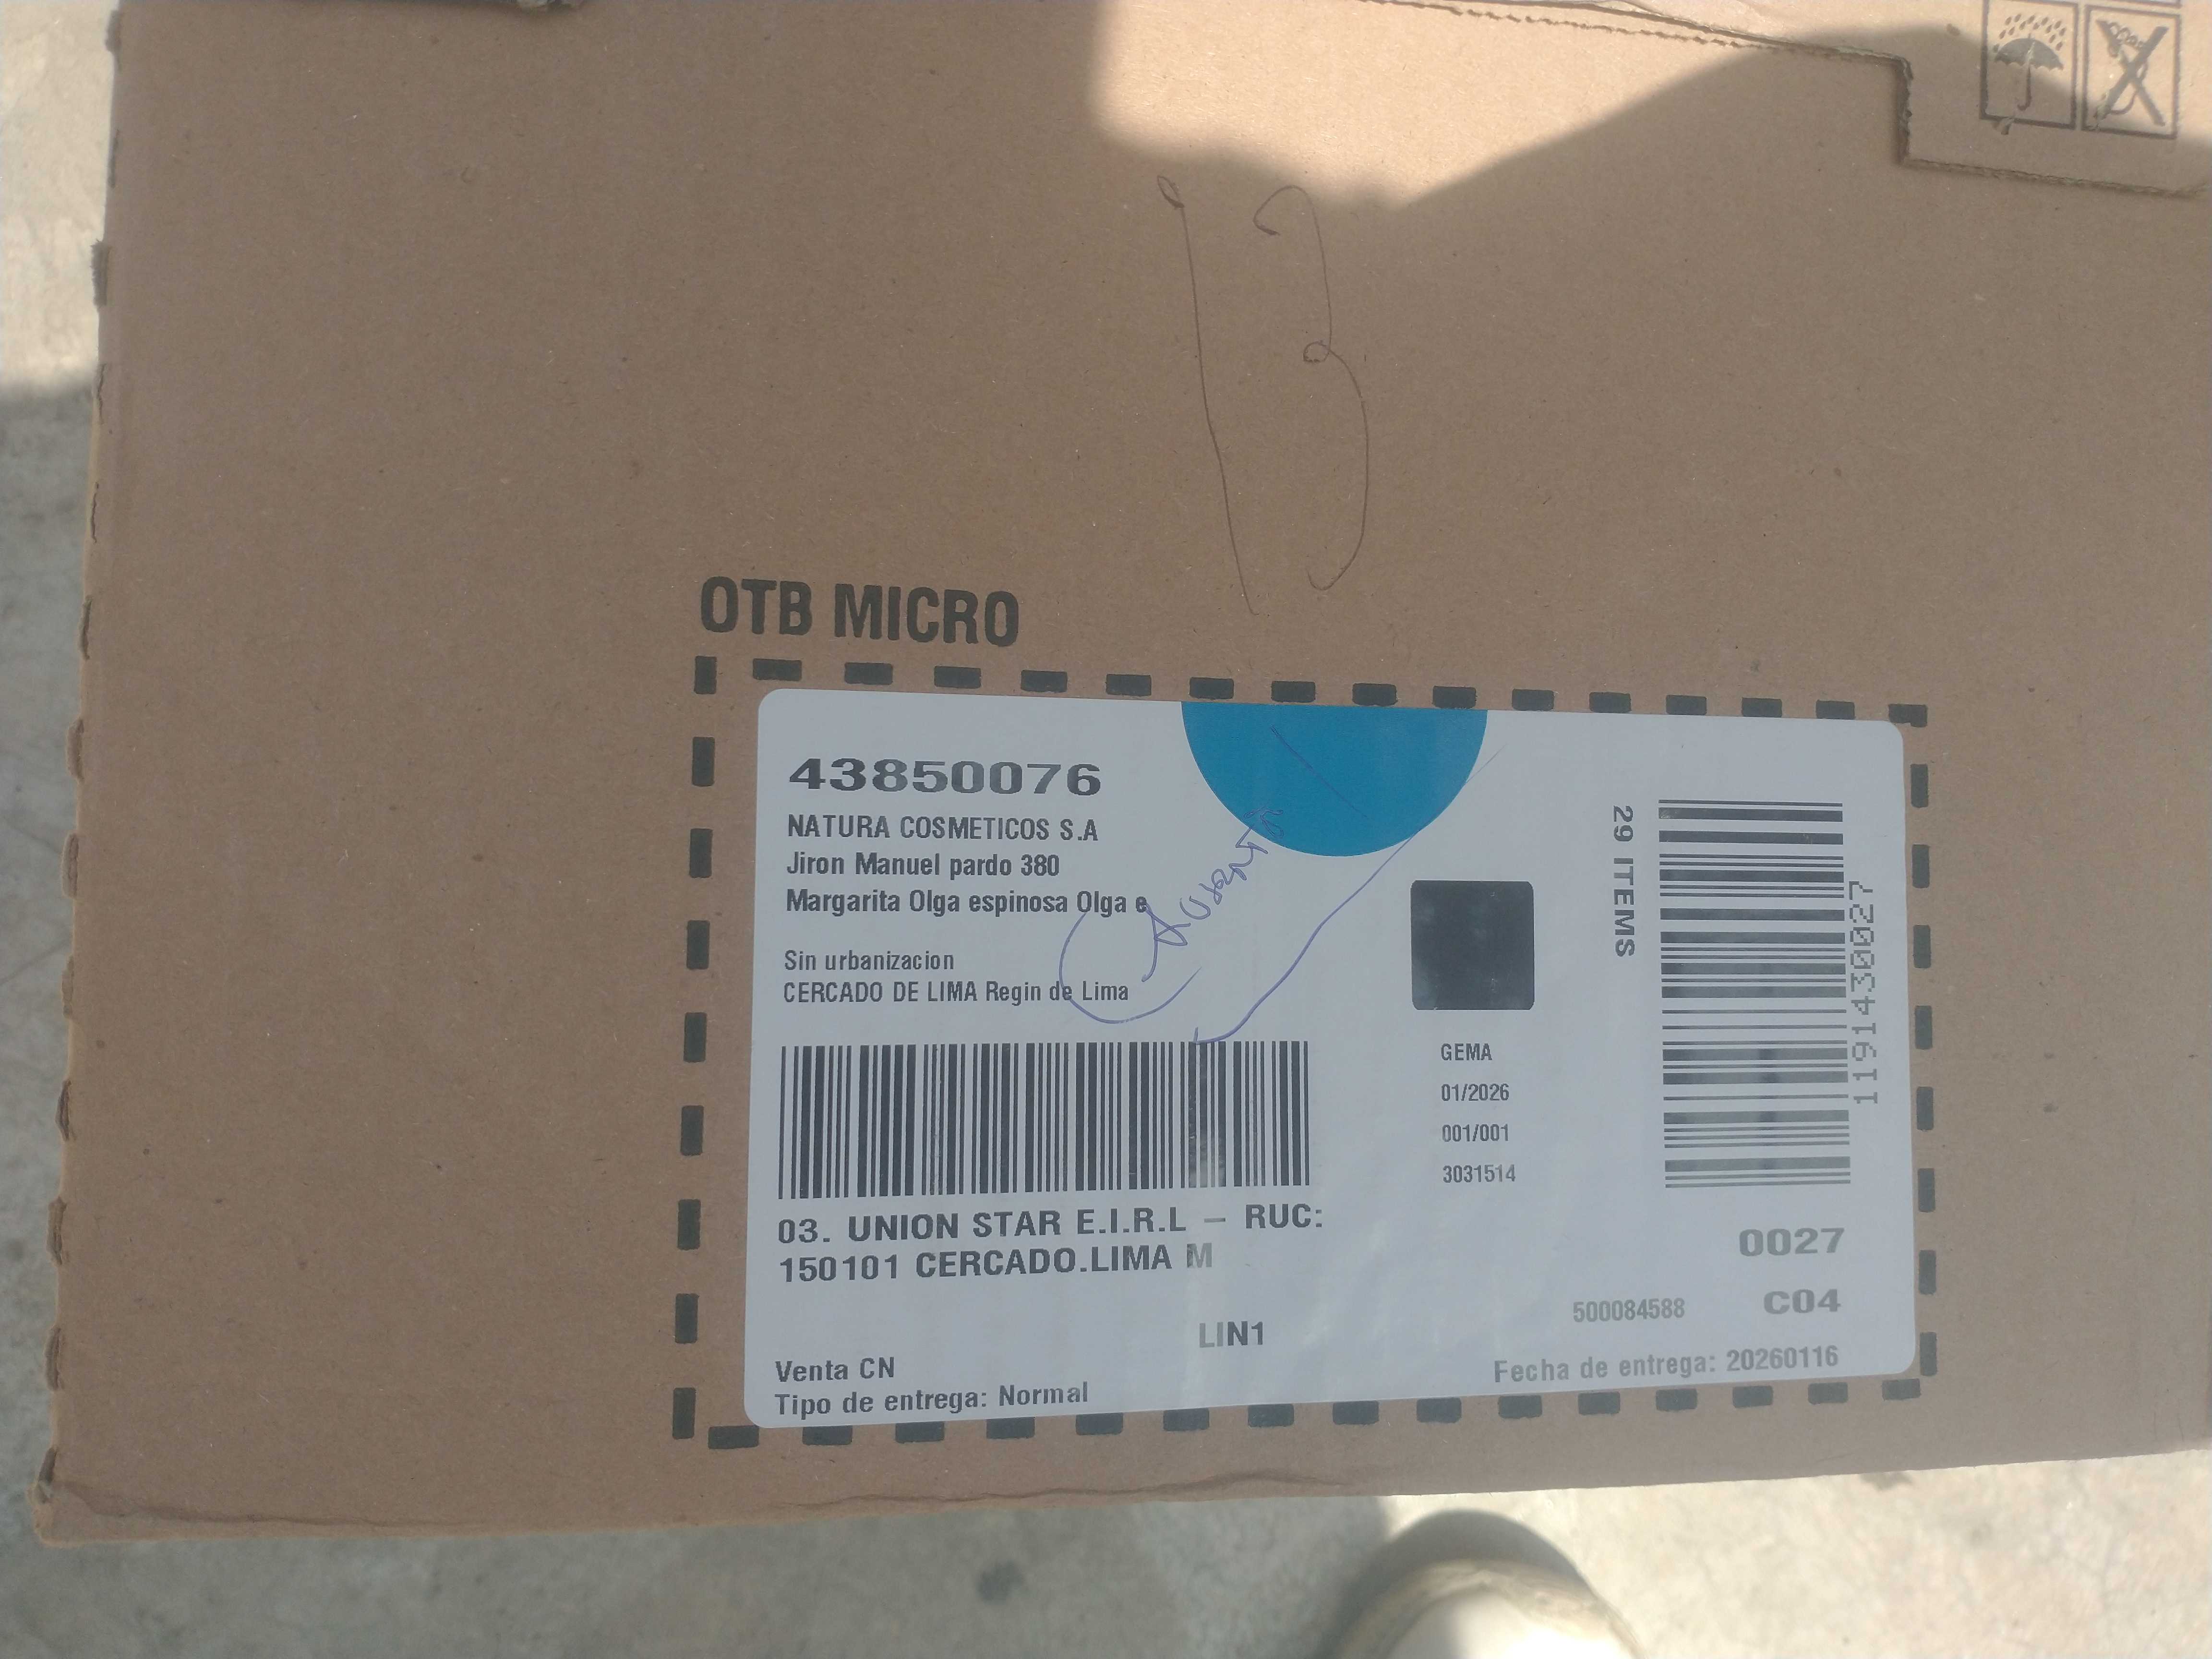 13
OTB MICRO
43850076
NATURA COSMETICOS S.A
Jiron Manuel pardo 380
Margarita Olga espinosa Olga e
Sin urbanizacion
CERCADO DE LIMA Regin de Lima
Ausente
29 ITEMS
1191430027
GEMA
01/2026
001/001
3031514
03. UNION STAR E.I.R.L – RUC:
150101 CERCADO.LIMA M
0027
500084588 C04
LIN1
Venta CN
Fecha de entrega: 20260116
Tipo de entrega: Normal